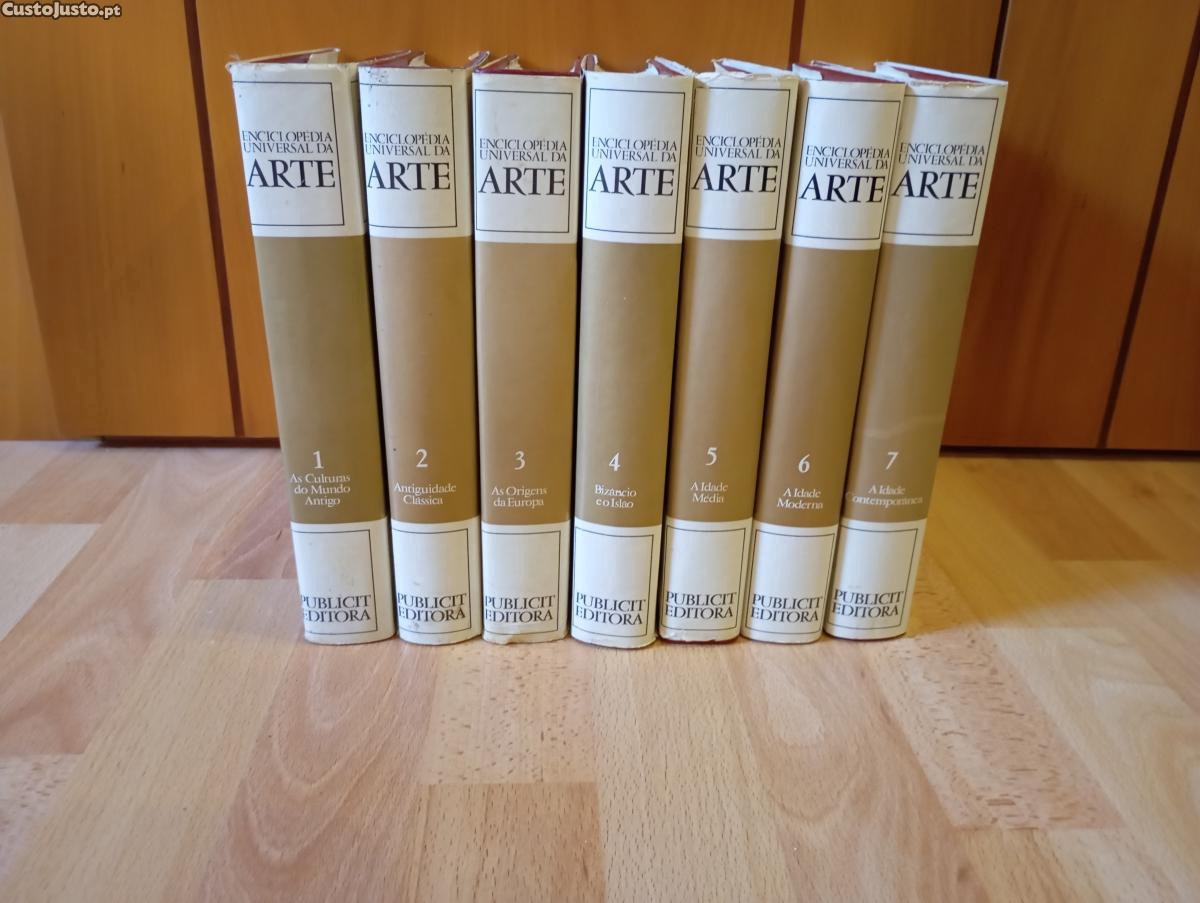 CustoJusto.pt
ENCICLOPÉDIA
UNIVERSAL DA
ARTE
1
As Culturas
do Mundo
Antigo
PUBLICIT
EDITORA
ENCICLOPÉDIA
UNIVERSAL DA
ARTE
2
Antiguidade
Clássica
PUBLICIT
EDITORA
ENCICLOPÉDIA
UNIVERSAL DA
ARTE
3
As Origens
da Europa
PUBLICIT
EDITORA
ENCICLOPÉDIA
UNIVERSAL DA
ARTE
4
Bizâncio
e o Islão
PUBLICIT
EDITORA
ENCICLOPÉDIA
UNIVERSAL DA
ARTE
5
A Idade
Média
PUBLICIT
EDITORA
ENCICLOPÉDIA
UNIVERSAL DA
ARTE
6
A Idade
Moderna
PUBLICIT
EDITORA
ENCICLOPÉDIA
UNIVERSAL DA
ARTE
7
A Idade
Contemporânea
PUBLICIT
EDITORA